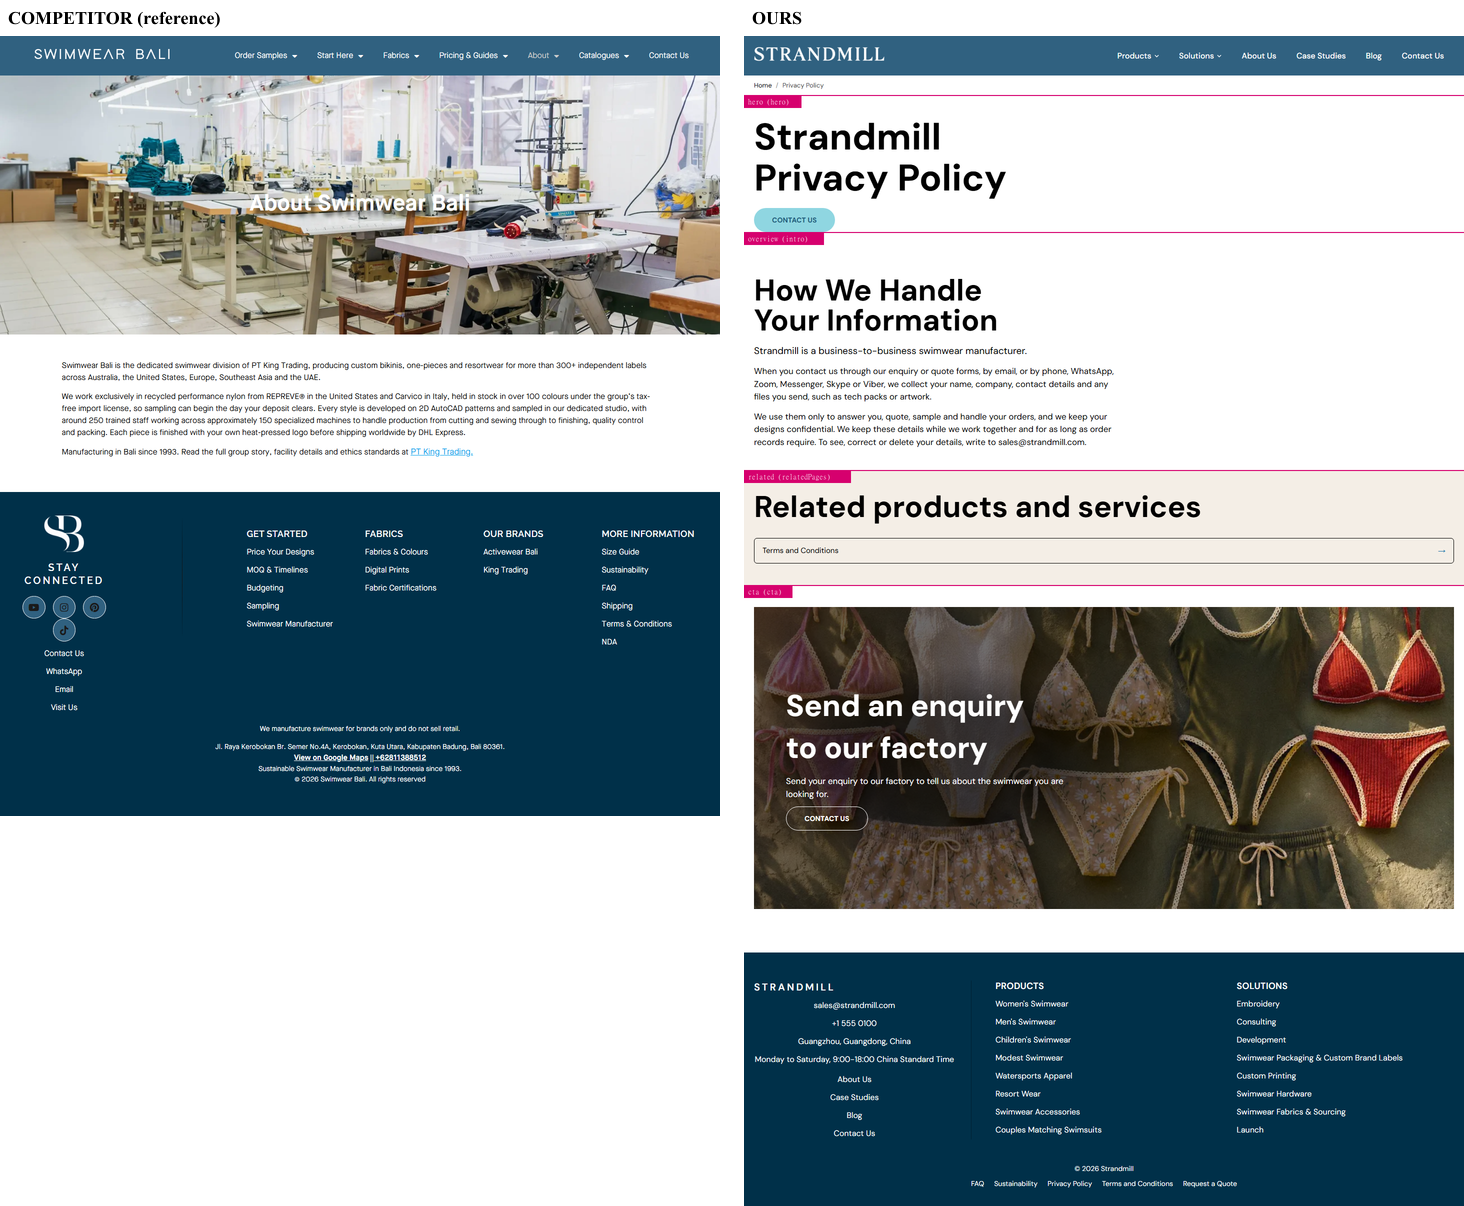 COMPETITOR (reference)
SWIMWEAR BALI
Order Samples
Start Here
Fabrics
Pricing & Guides
About
Catalogues
Contact Us
About Swimwear Bali
Swimwear Bali is the dedicated swimwear division of PT King Trading, producing custom bikinis, one-pieces and resortwear for more than 300+ independent labels
across Australia, the United States, Europe, Southeast Asia and the UAE.
We work exclusively in recycled performance nylon from REPREVE® in the United States and Carvico in Italy, held in stock in over 100 colours under the group's tax-
free import license, so sampling can begin the day your deposit clears. Every style is developed on 2D AutoCAD patterns and sampled in our dedicated studio, with
around 250 trained staff working across approximately 150 specialized machines to handle production from cutting and sewing through to finishing, quality control
and packing. Each piece is finished with your own heat-pressed logo before shipping worldwide by DHL Express.
Manufacturing in Bali since 1993. Read the full group story, facility details and ethics standards at PT King Trading.
SB
STAY
CONNECTED
Contact Us
WhatsApp
Email
Visit Us
GET STARTED
Price Your Designs
MOQ & Timelines
Budgeting
Sampling
Swimwear Manufacturer
FABRICS
Fabrics & Colours
Digital Prints
Fabric Certifications
OUR BRANDS
Activewear Bali
King Trading
MORE INFORMATION
Size Guide
Sustainability
FAQ
Shipping
Terms & Conditions
NDA
We manufacture swimwear for brands only and do not sell retail.
Jl. Raya Kerobokan Br. Semer No.4A, Kerobokan, Kuta Utara, Kabupaten Badung, Bali 80361.
View on Google Maps || +62811388512
Sustainable Swimwear Manufacturer in Bali Indonesia since 1993.
© 2026 Swimwear Bali. All rights reserved
OURS
STRANDMILL
Products
Solutions
About Us
Case Studies
Blog
Contact Us
Home / Privacy Policy
hero (hero)
Strandmill
Privacy Policy
CONTACT US
overview (intro)
How We Handle
Your Information
Strandmill is a business-to-business swimwear manufacturer.
When you contact us through our enquiry or quote forms, by email, or by phone, WhatsApp,
Zoom, Messenger, Skype or Viber, we collect your name, company, contact details and any
files you send, such as tech packs or artwork.
We use them only to answer you, quote, sample and handle your orders, and we keep your
designs confidential. We keep these details while we work together and for as long as order
records require. To see, correct or delete your details, write to sales@strandmill.com.
related (relatedPages)
Related products and services
Terms and Conditions →
cta (cta)
Send an enquiry
to our factory
Send your enquiry to our factory to tell us about the swimwear you are
looking for.
CONTACT US
STRANDMILL
sales@strandmill.com
+1 555 0100
Guangzhou, Guangdong, China
Monday to Saturday, 9:00-18:00 China Standard Time
About Us
Case Studies
Blog
Contact Us
PRODUCTS
Women's Swimwear
Men's Swimwear
Children's Swimwear
Modest Swimwear
Watersports Apparel
Resort Wear
Swimwear Accessories
Couples Matching Swimsuits
SOLUTIONS
Embroidery
Consulting
Development
Swimwear Packaging & Custom Brand Labels
Custom Printing
Swimwear Hardware
Swimwear Fabrics & Sourcing
Launch
© 2026 Strandmill
FAQ Sustainability Privacy Policy Terms and Conditions Request a Quote